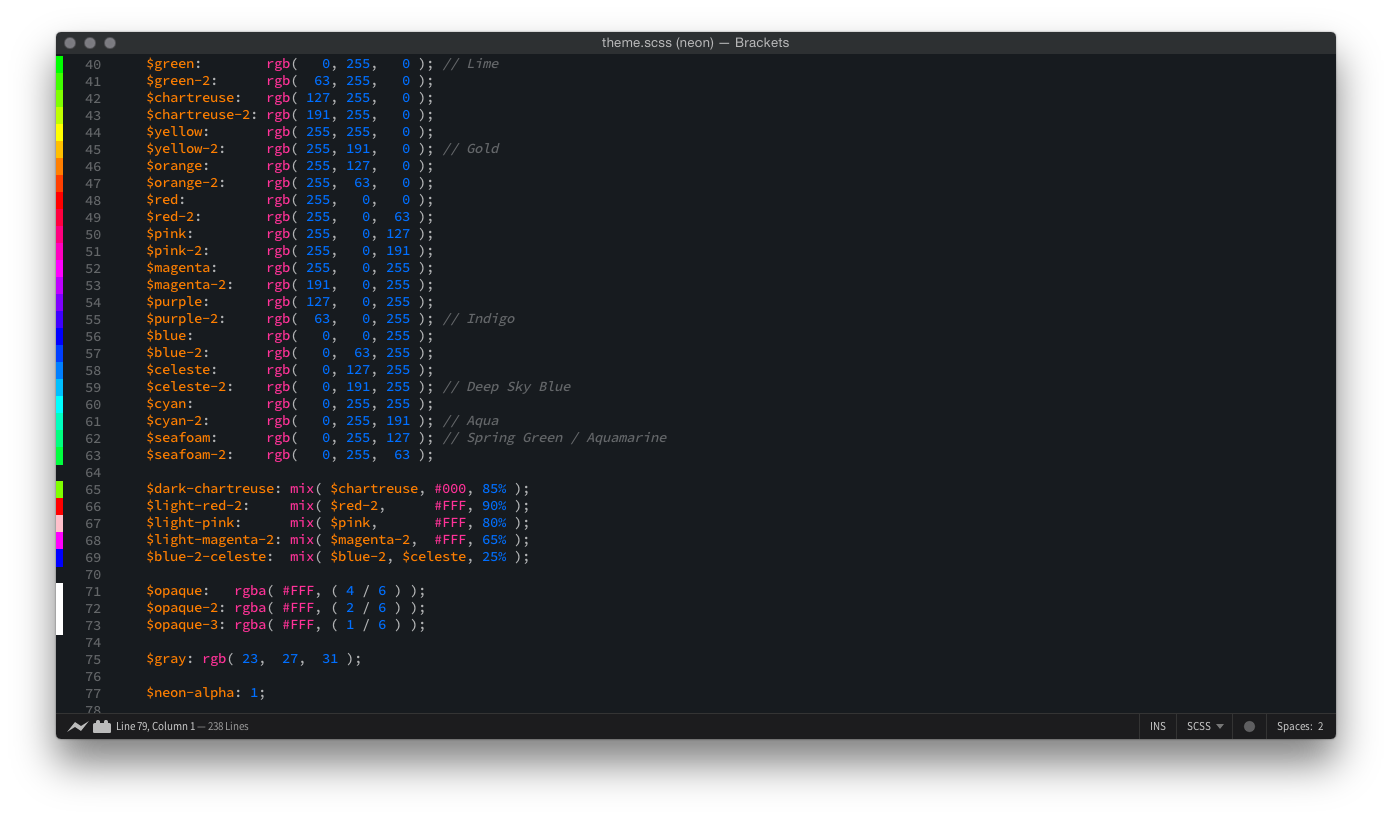 theme.scss (neon) — Brackets
40 $green: rgb( 0, 255, 0 ); // Lime
41 $green-2: rgb( 63, 255, 0 );
42 $chartreuse: rgb( 127, 255, 0 );
43 $chartreuse-2: rgb( 191, 255, 0 );
44 $yellow: rgb( 255, 255, 0 );
45 $yellow-2: rgb( 255, 191, 0 ); // Gold
46 $orange: rgb( 255, 127, 0 );
47 $orange-2: rgb( 255, 63, 0 );
48 $red: rgb( 255, 0, 0 );
49 $red-2: rgb( 255, 0, 63 );
50 $pink: rgb( 255, 0, 127 );
51 $pink-2: rgb( 255, 0, 191 );
52 $magenta: rgb( 255, 0, 255 );
53 $magenta-2: rgb( 191, 0, 255 );
54 $purple: rgb( 127, 0, 255 );
55 $purple-2: rgb( 63, 0, 255 ); // Indigo
56 $blue: rgb( 0, 0, 255 );
57 $blue-2: rgb( 0, 63, 255 );
58 $celeste: rgb( 0, 127, 255 );
59 $celeste-2: rgb( 0, 191, 255 ); // Deep Sky Blue
60 $cyan: rgb( 0, 255, 255 );
61 $cyan-2: rgb( 0, 255, 191 ); // Aqua
62 $seafoam: rgb( 0, 255, 127 ); // Spring Green / Aquamarine
63 $seafoam-2: rgb( 0, 255, 63 );
64
65 $dark-chartreuse: mix( $chartreuse, #000, 85% );
66 $light-red-2: mix( $red-2, #FFF, 90% );
67 $light-pink: mix( $pink, #FFF, 80% );
68 $light-magenta-2: mix( $magenta-2, #FFF, 65% );
69 $blue-2-celeste: mix( $blue-2, $celeste, 25% );
70
71 $opaque: rgba( #FFF, ( 4 / 6 ) );
72 $opaque-2: rgba( #FFF, ( 2 / 6 ) );
73 $opaque-3: rgba( #FFF, ( 1 / 6 ) );
74
75 $gray: rgb( 23, 27, 31 );
76
77 $neon-alpha: 1;
78
Line 79, Column 1 — 238 Lines INS SCSS Spaces: 2